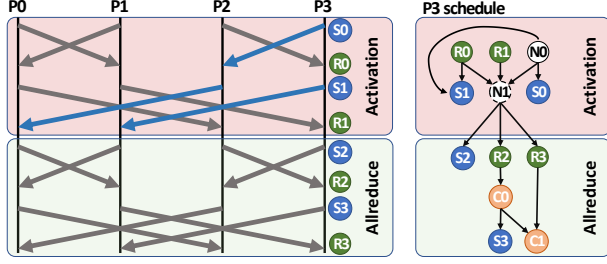 P0 P1 P2 P3
S0
R0
S1
R1
Activation
S2
R2
S3
R3
Allreduce
P3 schedule
R0 R1 N0
S1 N1 S0
Activation
S2 R2 R3
C0
S3 C1
Allreduce